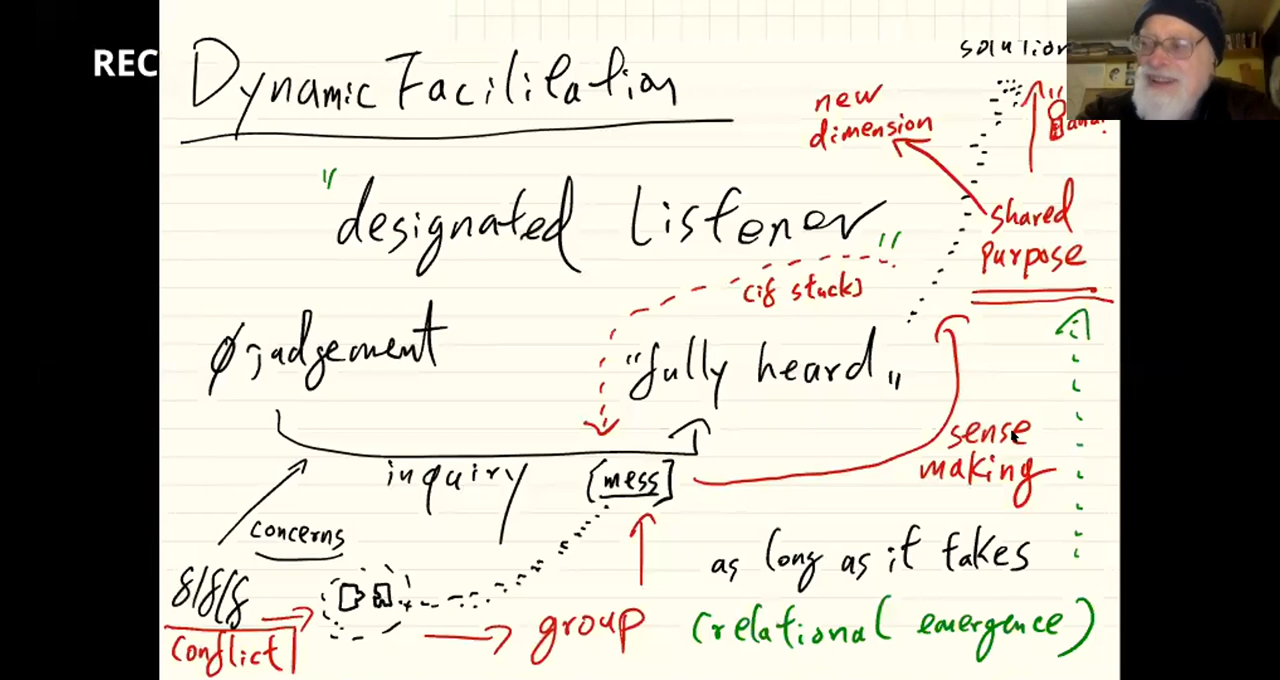 REC
Dynamic Facilitation
solution
new
dimension
"designated Listener"
shared
purpose
(if stuck)
∅ judgement
"fully heard"
sense
making
inquiry
[mess]
concerns
as long as it takes
conflict
group
(relational (emergence)